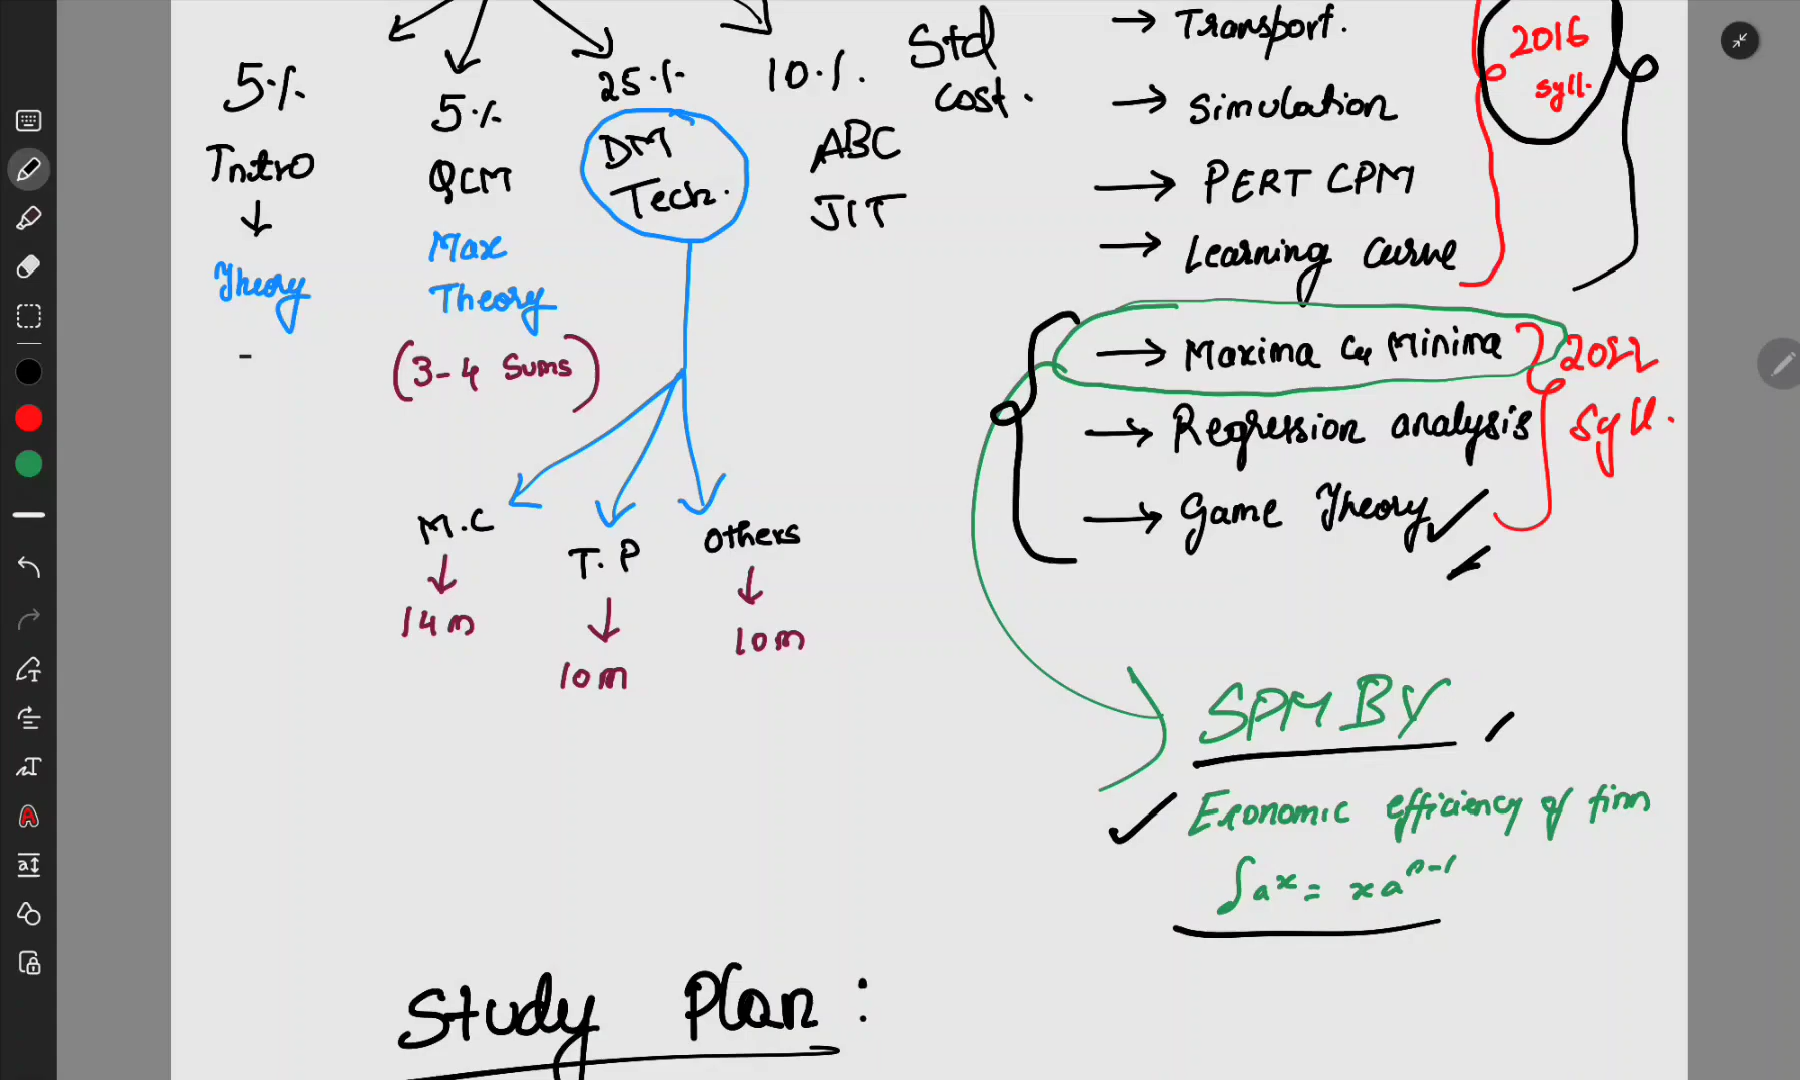 5%
Intro
Theory
-
5%
QCM
Max
Theory
(3-4 Sums)
25%
DM
Tech.
M.C
14m
T.P
10m
Others
10m
10%.
ABC
JIT
Std
Cost.
→ Transport.
→ Simulation
→ PERT CPM
→ Learning Curve
2016
syll.
→ Maxima & Minima
→ Regression analysis
→ Game Theory
2022
Syll.
SPM BV
Economic efficiency of firm
∫a^x = xa^n-1
Study Plan: